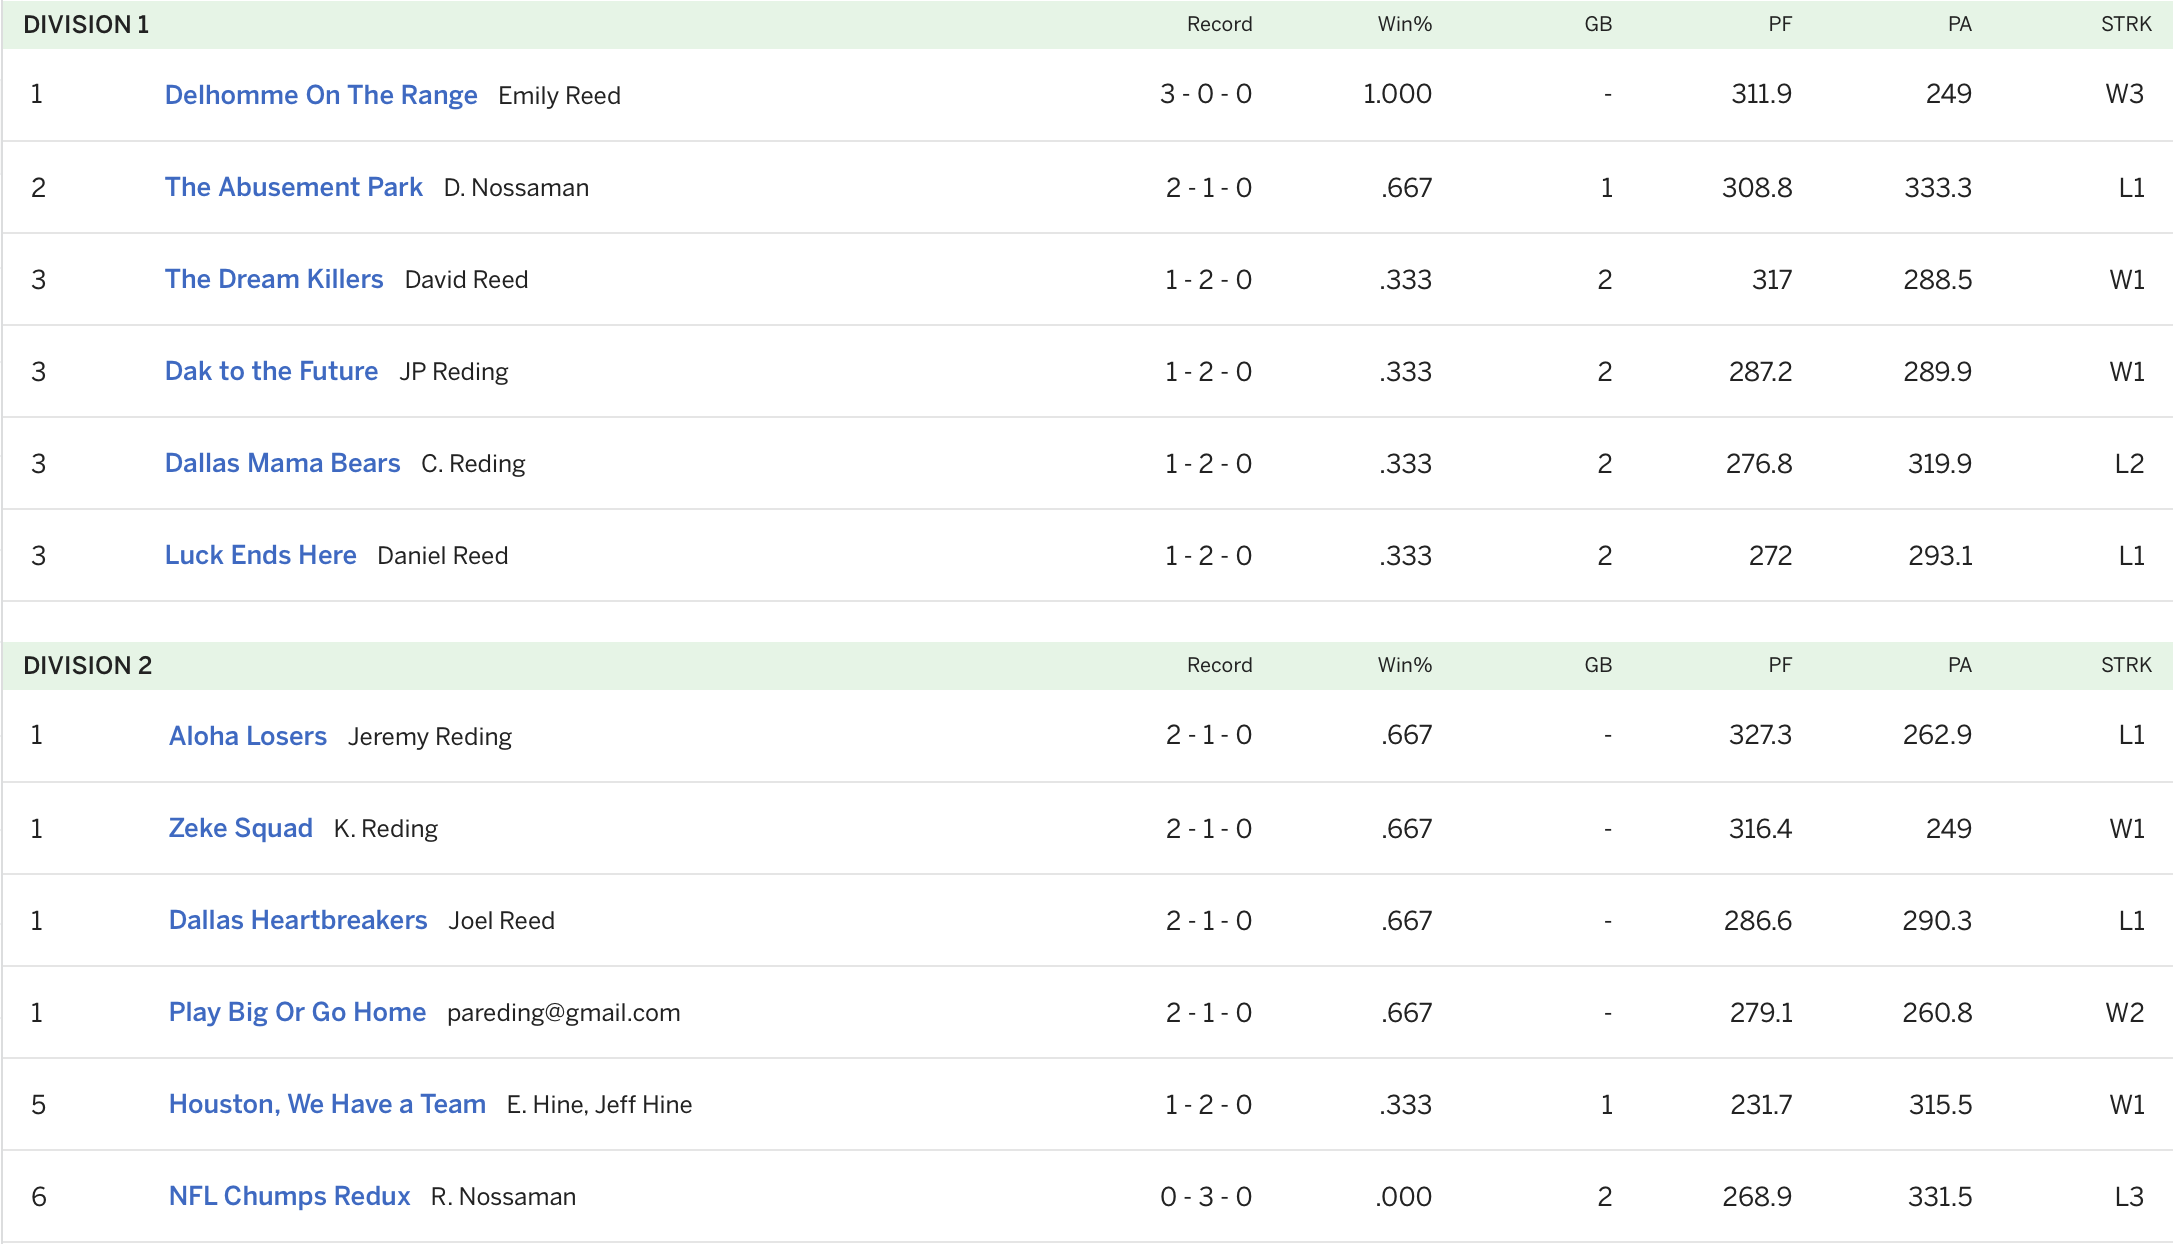 DIVISION 1 Record Win% GB PF PA STRK
1 Delhomme On The Range Emily Reed 3 - 0 - 0 1.000 - 311.9 249 W3
2 The Abusement Park D. Nossaman 2 - 1 - 0 .667 1 308.8 333.3 L1
3 The Dream Killers David Reed 1 - 2 - 0 .333 2 317 288.5 W1
3 Dak to the Future JP Reding 1 - 2 - 0 .333 2 287.2 289.9 W1
3 Dallas Mama Bears C. Reding 1 - 2 - 0 .333 2 276.8 319.9 L2
3 Luck Ends Here Daniel Reed 1 - 2 - 0 .333 2 272 293.1 L1
DIVISION 2 Record Win% GB PF PA STRK
1 Aloha Losers Jeremy Reding 2 - 1 - 0 .667 - 327.3 262.9 L1
1 Zeke Squad K. Reding 2 - 1 - 0 .667 - 316.4 249 W1
1 Dallas Heartbreakers Joel Reed 2 - 1 - 0 .667 - 286.6 290.3 L1
1 Play Big Or Go Home pareding@gmail.com 2 - 1 - 0 .667 - 279.1 260.8 W2
5 Houston, We Have a Team E. Hine, Jeff Hine 1 - 2 - 0 .333 1 231.7 315.5 W1
6 NFL Chumps Redux R. Nossaman 0 - 3 - 0 .000 2 268.9 331.5 L3